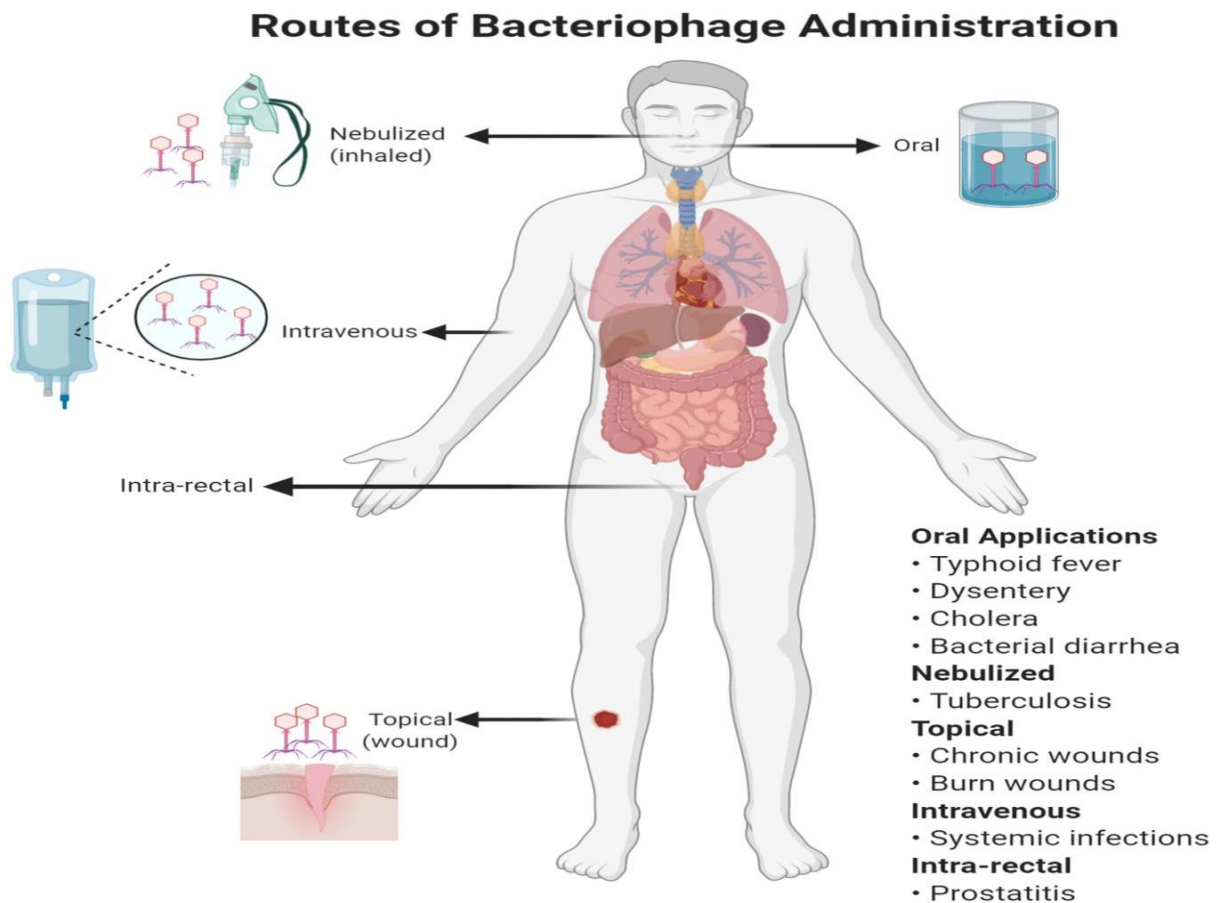 Routes of Bacteriophage Administration
Nebulized
(inhaled)
Oral
Intravenous
Intra-rectal
Topical
(wound)
Oral Applications
• Typhoid fever
• Dysentery
• Cholera
• Bacterial diarrhea
Nebulized
• Tuberculosis
Topical
• Chronic wounds
• Burn wounds
Intravenous
• Systemic infections
Intra-rectal
• Prostatitis